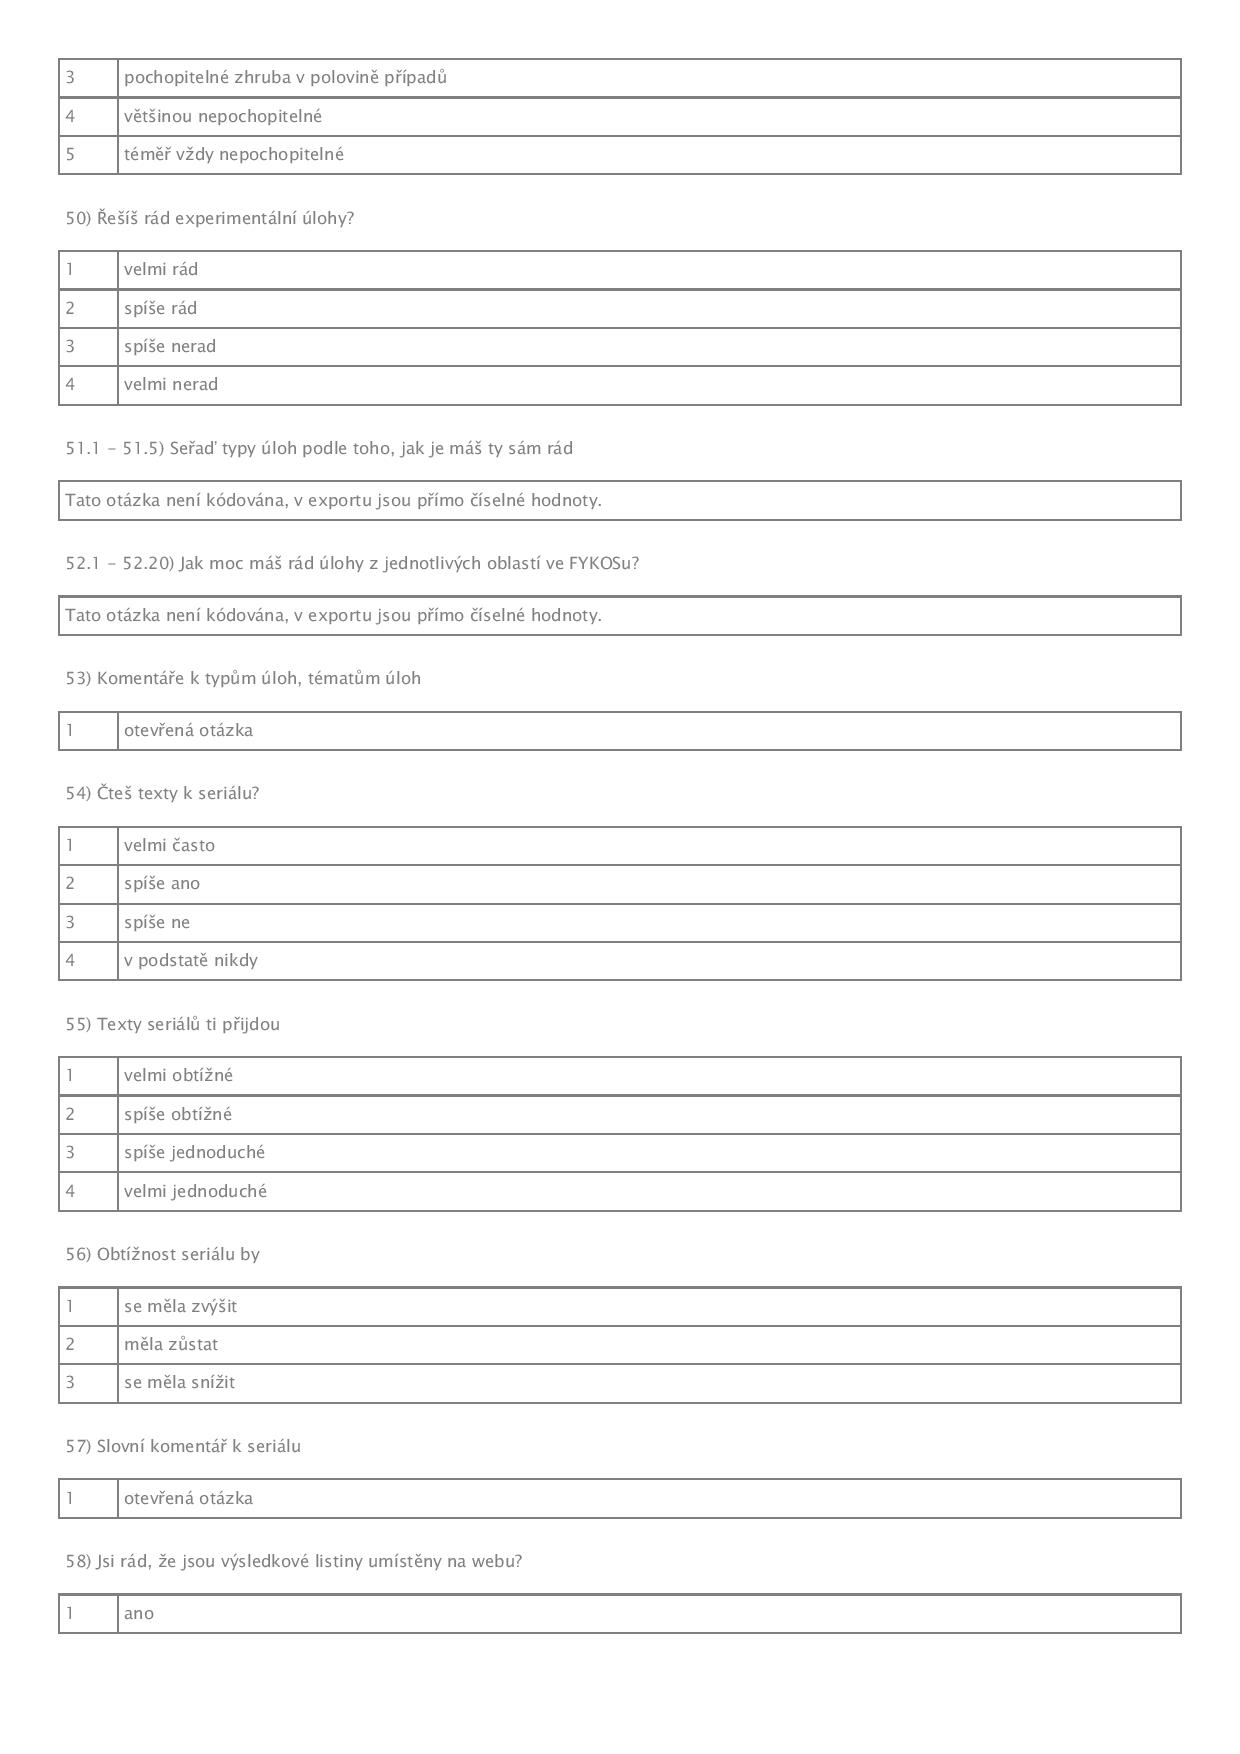 3 pochopitelné zhruba v polovině případů
4 většinou nepochopitelné
5 téměř vždy nepochopitelné
50) Řešíš rád experimentální úlohy?
1 velmi rád
2 spíše rád
3 spíše nerad
4 velmi nerad
51.1 – 51.5) Seřaď typy úloh podle toho, jak je máš ty sám rád
Tato otázka není kódována, v exportu jsou přímo číselné hodnoty.
52.1 – 52.20) Jak moc máš rád úlohy z jednotlivých oblastí ve FYKOSu?
Tato otázka není kódována, v exportu jsou přímo číselné hodnoty.
53) Komentáře k typům úloh, tématům úloh
1 otevřená otázka
54) Čteš texty k seriálu?
1 velmi často
2 spíše ano
3 spíše ne
4 v podstatě nikdy
55) Texty seriálů ti přijdou
1 velmi obtížné
2 spíše obtížné
3 spíše jednoduché
4 velmi jednoduché
56) Obtížnost seriálu by
1 se měla zvýšit
2 měla zůstat
3 se měla snížit
57) Slovní komentář k seriálu
1 otevřená otázka
58) Jsi rád, že jsou výsledkové listiny umístěny na webu?
1 ano